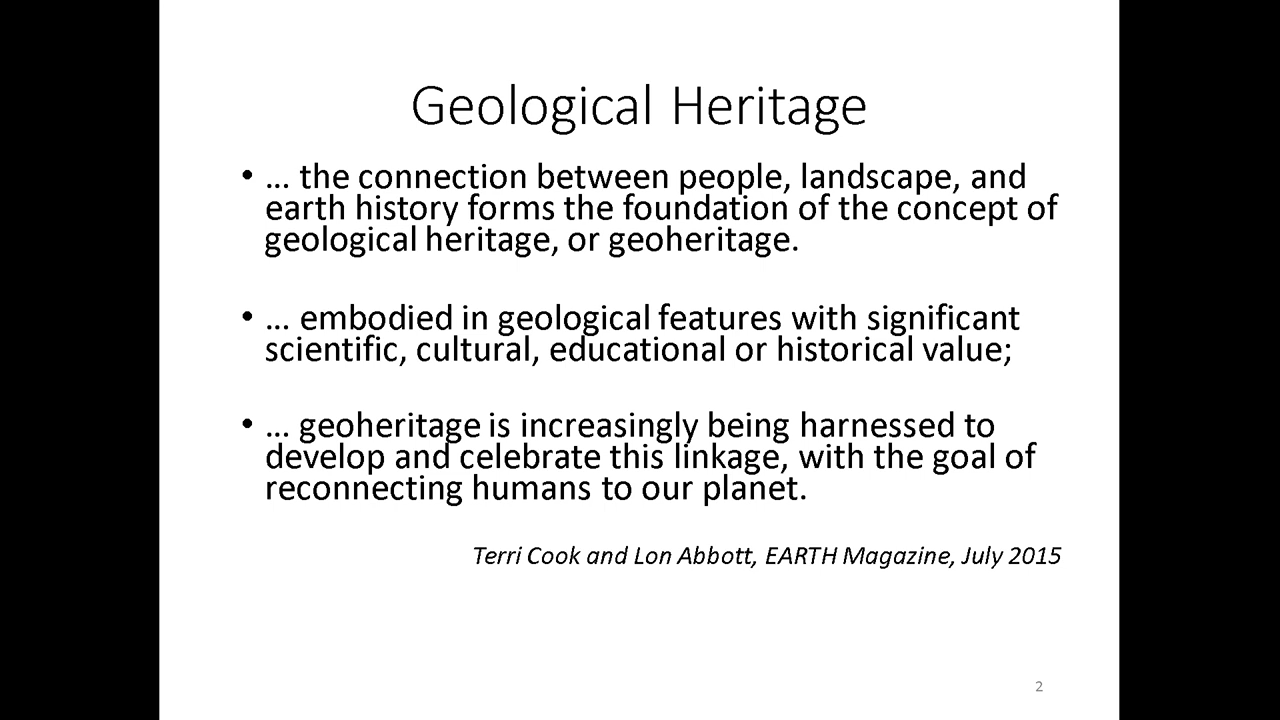 Geological Heritage
• ... the connection between people, landscape, and
earth history forms the foundation of the concept of
geological heritage, or geoheritage.
• ... embodied in geological features with significant
scientific, cultural, educational or historical value;
• ... geoheritage is increasingly being harnessed to
develop and celebrate this linkage, with the goal of
reconnecting humans to our planet.
Terri Cook and Lon Abbott, EARTH Magazine, July 2015
2